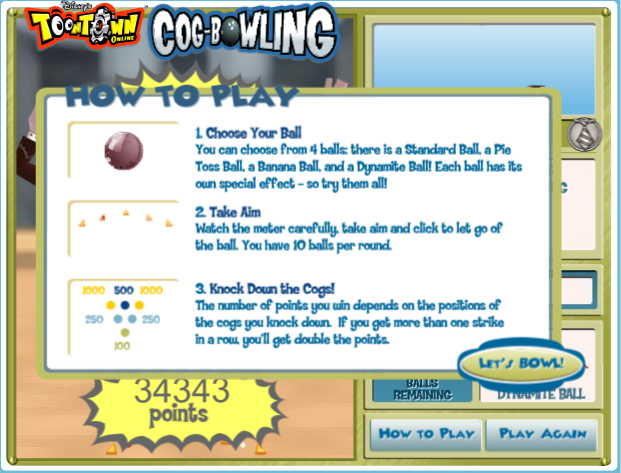 Disney's
TOONTOWN
ONLINE
COG-BOWLING
HOW TO PLAY
1. Choose Your Ball
You can choose from 4 balls: there is a Standard Ball, a Pie
Toss Ball, a Banana Ball, and a Dynamite Ball! Each ball has its
own special effect – so try them all!
2. Take Aim
Watch the meter carefully, take aim and click to let go of
the ball. You have 10 balls per round.
1000 500 1000
250 250
100
3. Knock Down the Cogs!
The number of points you win depends on the positions of
the cogs you knock down. If you get more than one strike
in a row, you'll get double the points.
LET'S BOWL!
34343
points
BALLS
REMAINING
DYNAMITE BALL
HOW TO PLAY
PLAY AGAIN